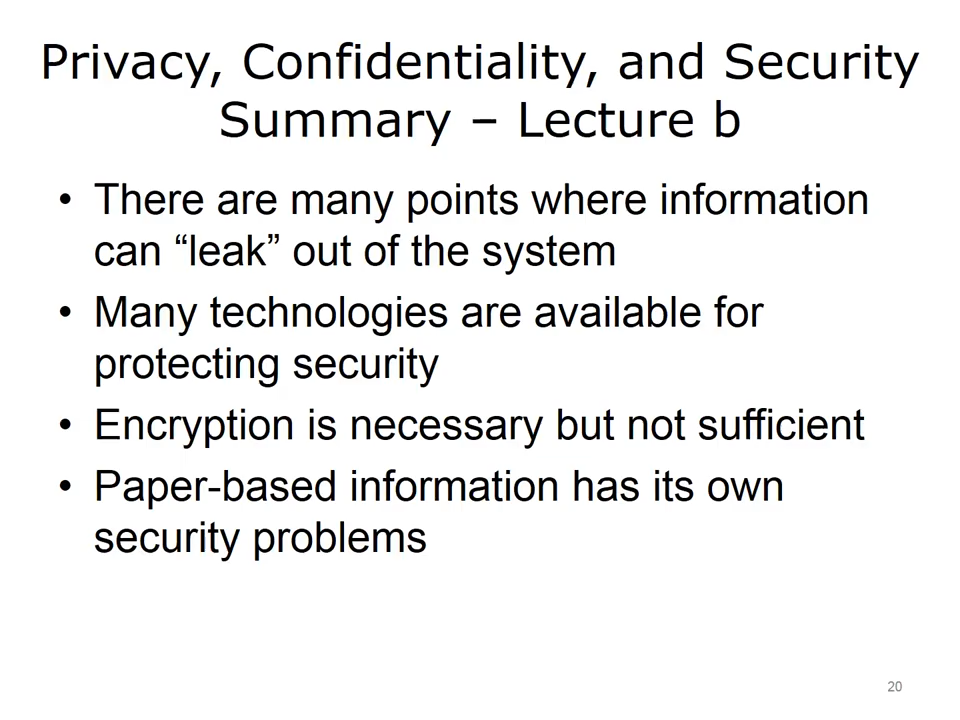 Privacy, Confidentiality, and Security
Summary – Lecture b
• There are many points where information
can “leak” out of the system
• Many technologies are available for
protecting security
• Encryption is necessary but not sufficient
• Paper-based information has its own
security problems
20